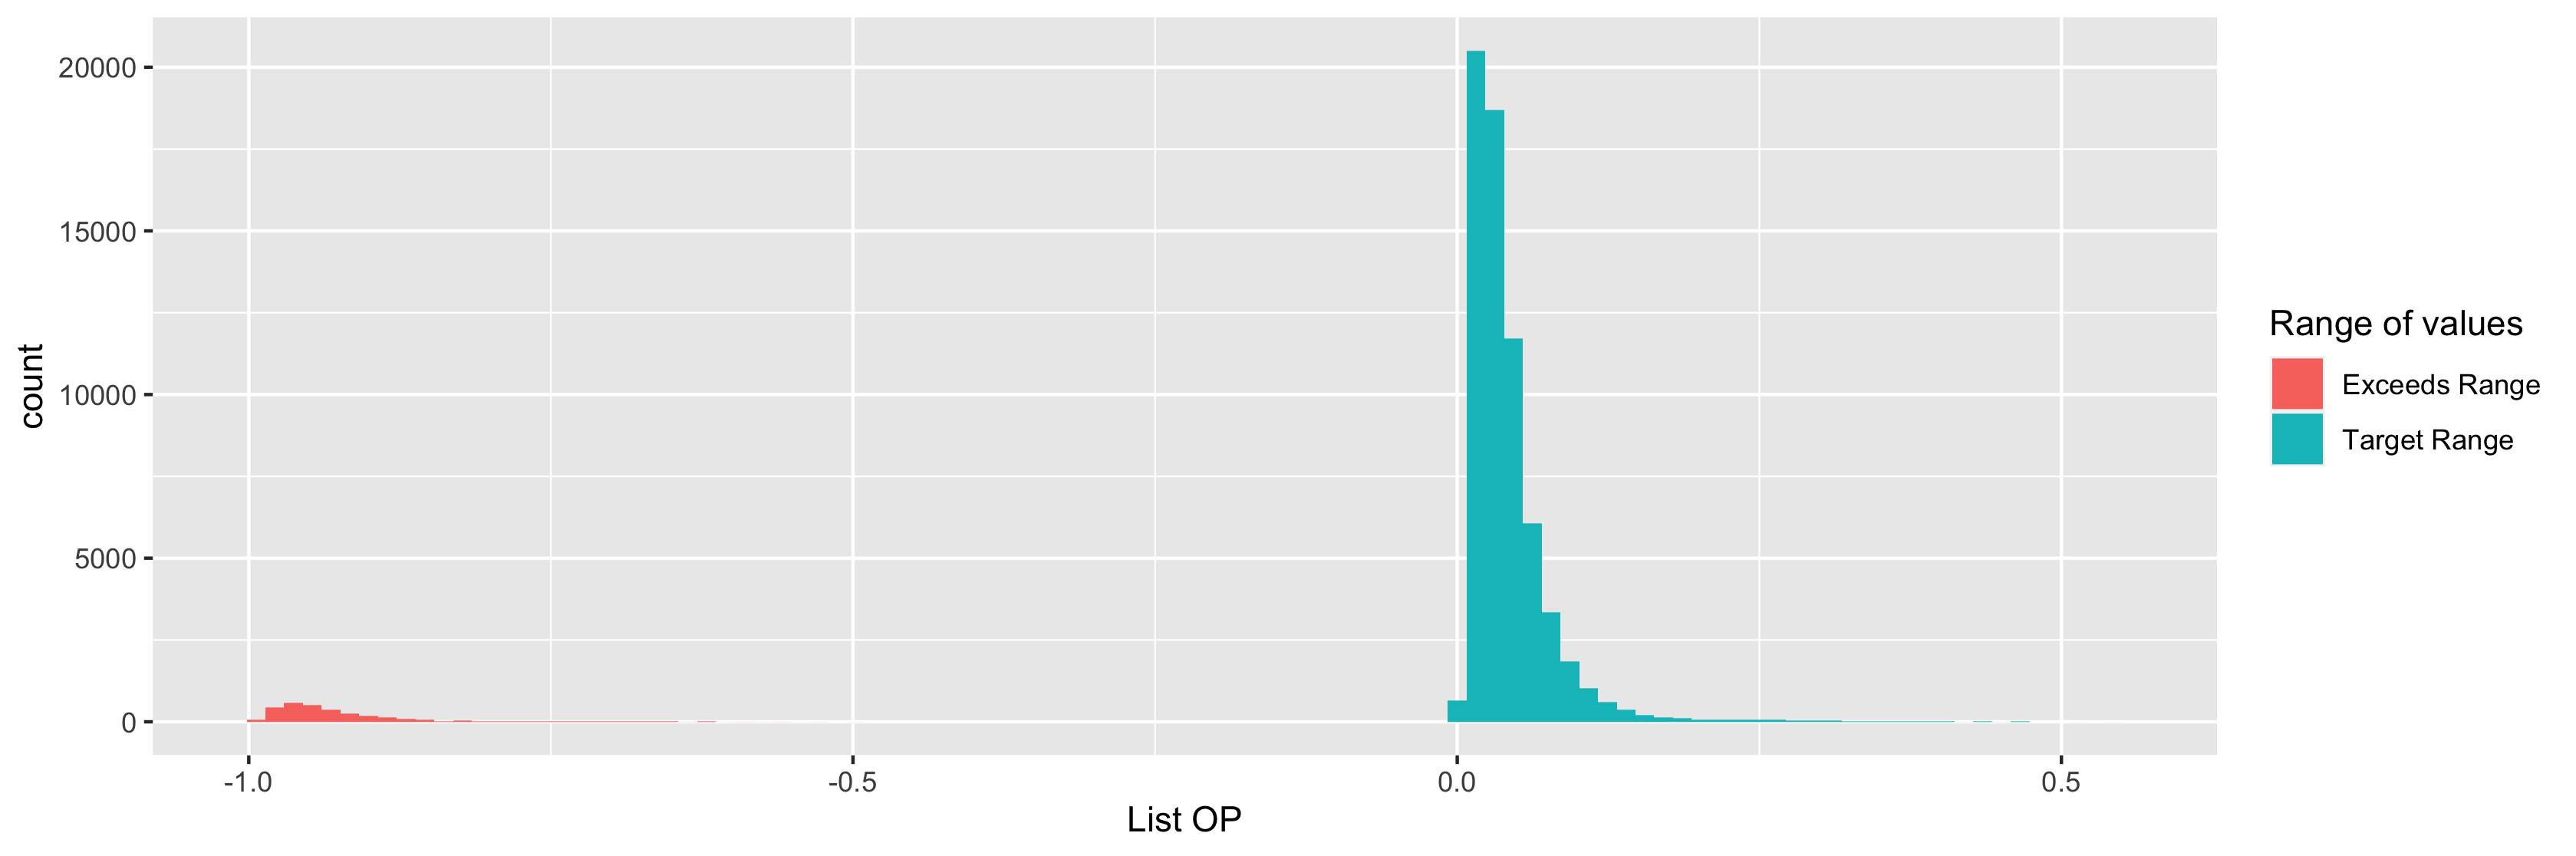 20000
15000
10000
5000
0
count
-1.0
-0.5
0.0
0.5
List OP
Range of values
Exceeds Range
Target Range